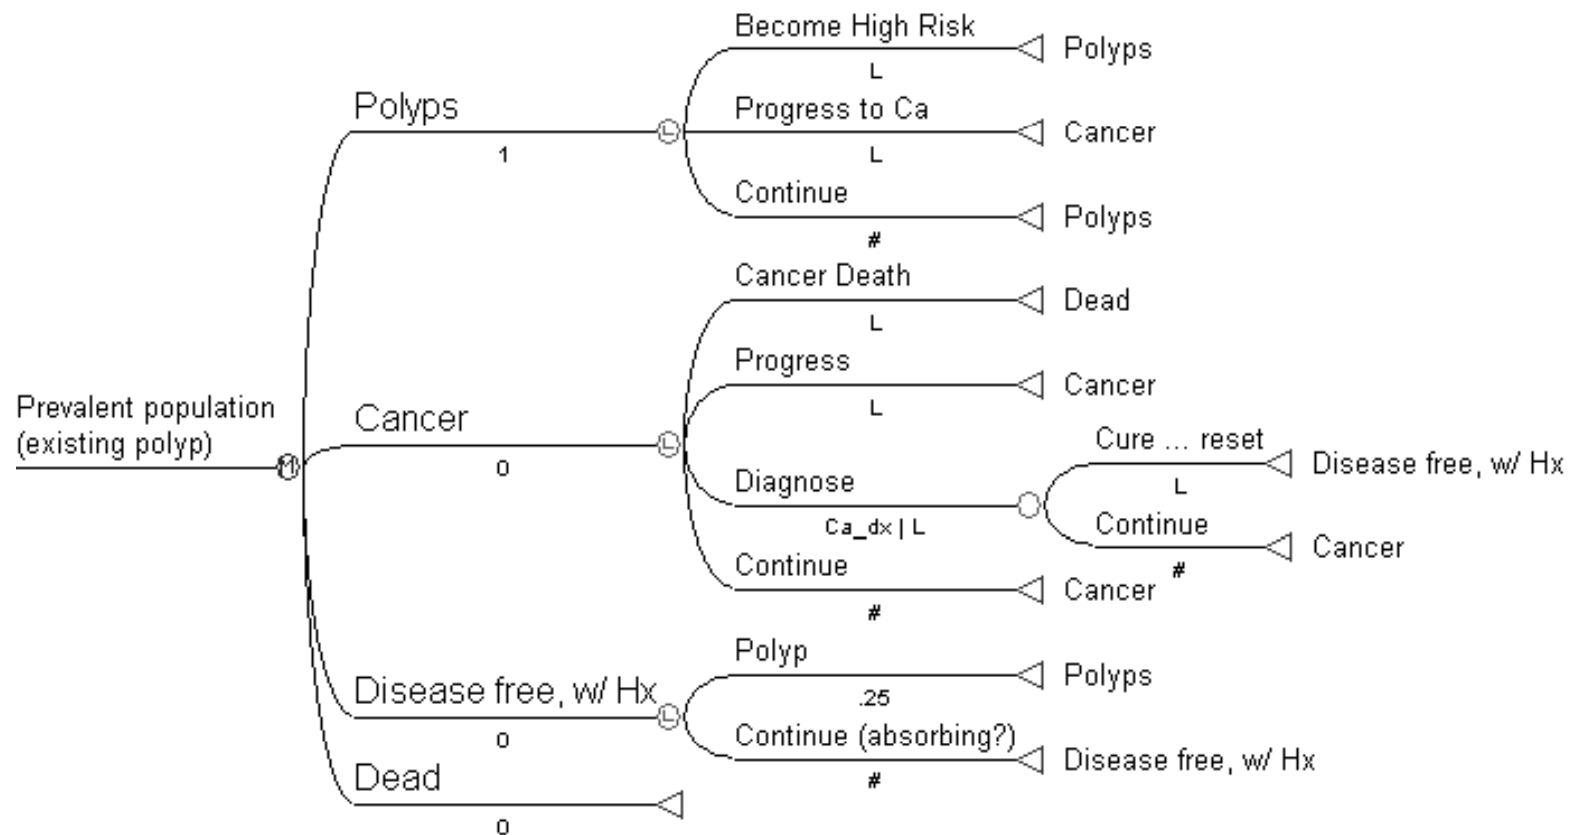 Become High Risk
Polyps
L
Polyps
1
L
Progress to Ca
Cancer
L
Continue
Polyps
#
Cancer Death
Dead
L
Progress
Cancer
L
Prevalent population
(existing polyp)
M
Cancer
0
L
Cure ... reset
Disease free, w/ Hx
L
Diagnose
Ca_dx | L
Continue
Cancer
#
Continue
Cancer
#
Polyp
Polyps
.25
Disease free, w/ Hx
0
L
Continue (absorbing?)
Disease free, w/ Hx
#
Dead
0